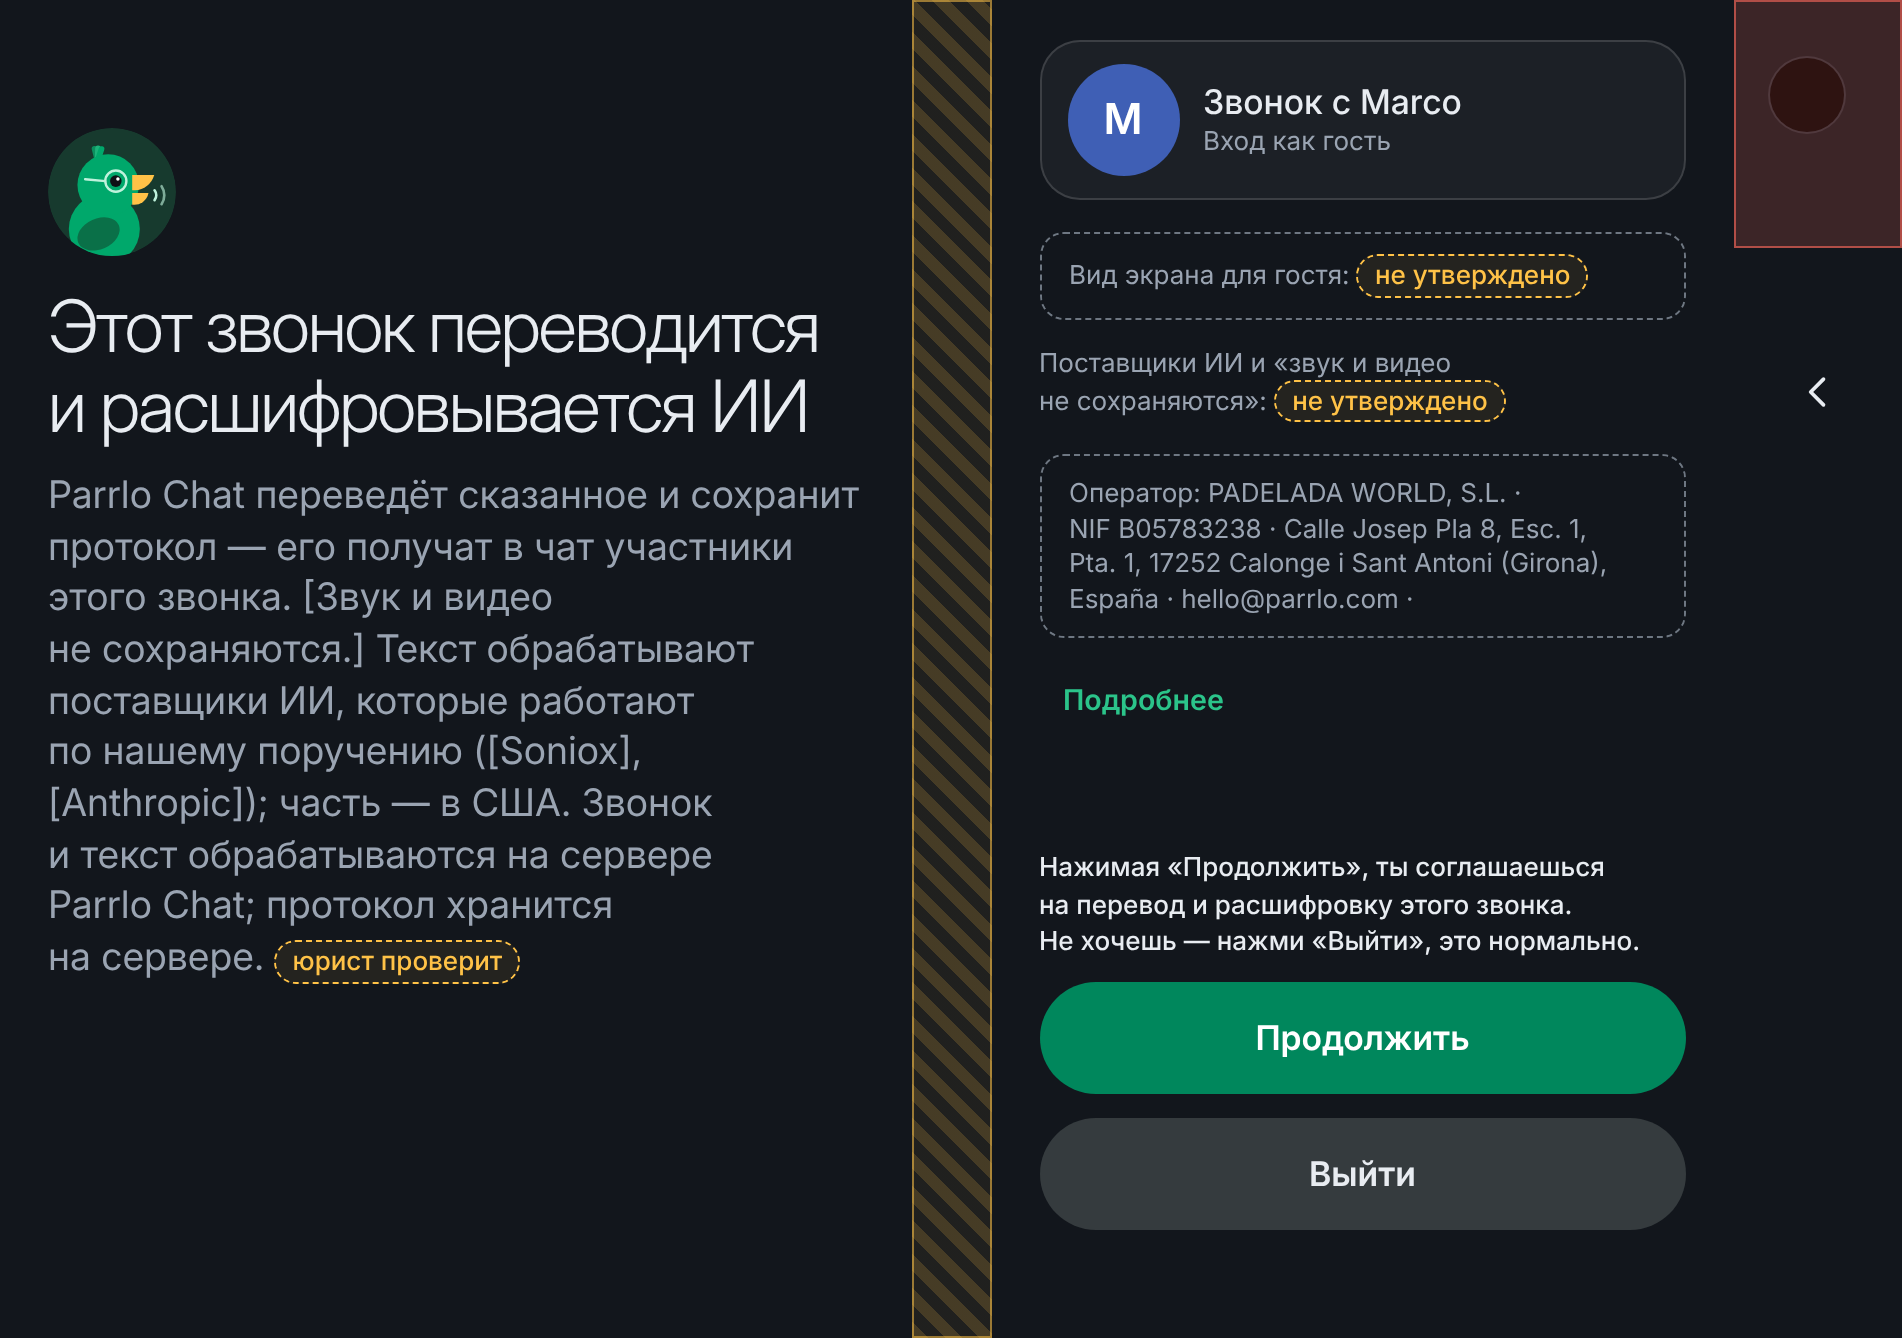 Этот звонок переводится
и расшифровывается ИИ
Parrlo Chat переведёт сказанное и сохранит
протокол — его получат в чат участники
этого звонка. [Звук и видео
не сохраняются.] Текст обрабатывают
поставщики ИИ, которые работают
по нашему поручению ([Soniox],
[Anthropic]); часть — в США. Звонок
и текст обрабатываются на сервере
Parrlo Chat; протокол хранится
на сервере. юрист проверит
M
Звонок с Marco
Вход как гость
Вид экрана для гостя: не утверждено
Поставщики ИИ и «звук и видео
не сохраняются»: не утверждено
Оператор: PADELADA WORLD, S.L. ·
NIF B05783238 · Calle Josep Pla 8, Esc. 1,
Pta. 1, 17252 Calonge i Sant Antoni (Girona),
España · hello@parrlo.com ·
Подробнее
Нажимая «Продолжить», ты соглашаешься
на перевод и расшифровку этого звонка.
Не хочешь — нажми «Выйти», это нормально.
Продолжить
Выйти